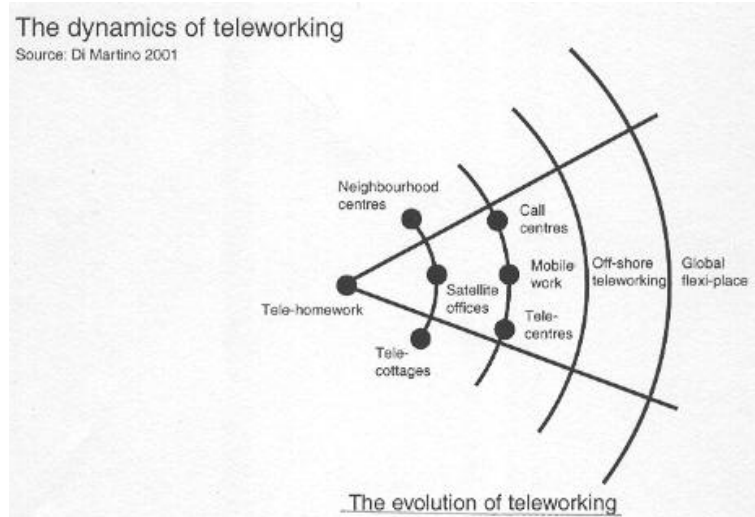 The dynamics of teleworking
Source: Di Martino 2001
Neighbourhood
centres
Call
centres
Mobile
work
Off-shore
teleworking
Global
flexi-place
Satellite
offices
Tele-homework
Tele-
centres
Tele-
cottages
The evolution of teleworking